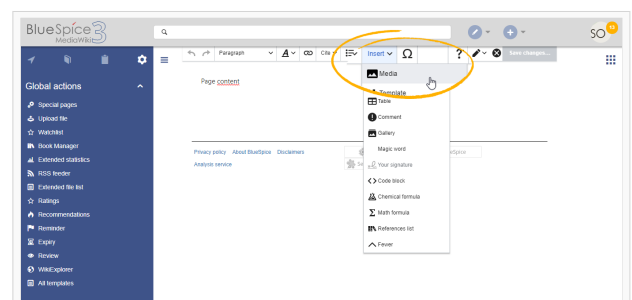 BlueSpice 3
MediaWiki
SO
Paragraph
A
Cite
Insert
Ω
?
Save changes...
Media
Template
Table
Comment
Gallery
Magic word
Your signature
Code block
Chemical formula
Math formula
References list
Fewer
Page content
Privacy policy About BlueSpice Disclaimers
Analysis service
Global actions
Special pages
Upload file
Watchlist
Book Manager
Extended statistics
RSS feeder
Extended file list
Ratings
Recommendations
Reminder
Expiry
Review
WikiExplorer
All templates